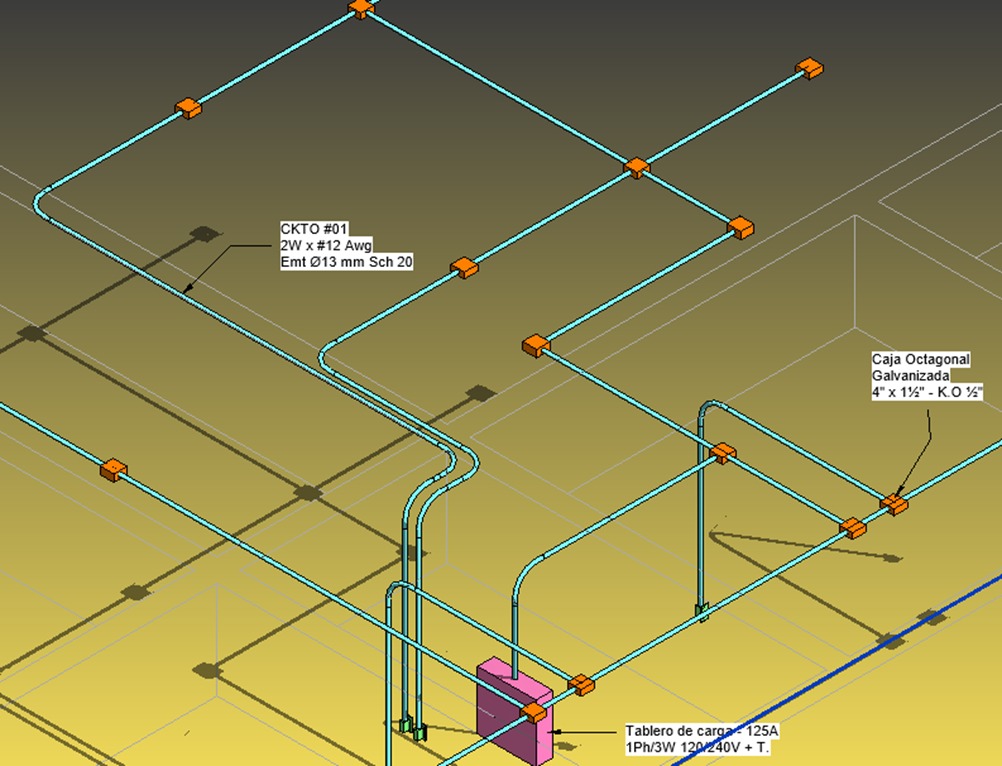 CKTO #01
2W x #12 Awg
Emt Ø13 mm Sch 20
Caja Octagonal
Galvanizada
4" x 1½" - K.O ½"
Tablero de carga - 125A
1Ph/3W 120/240V + T.